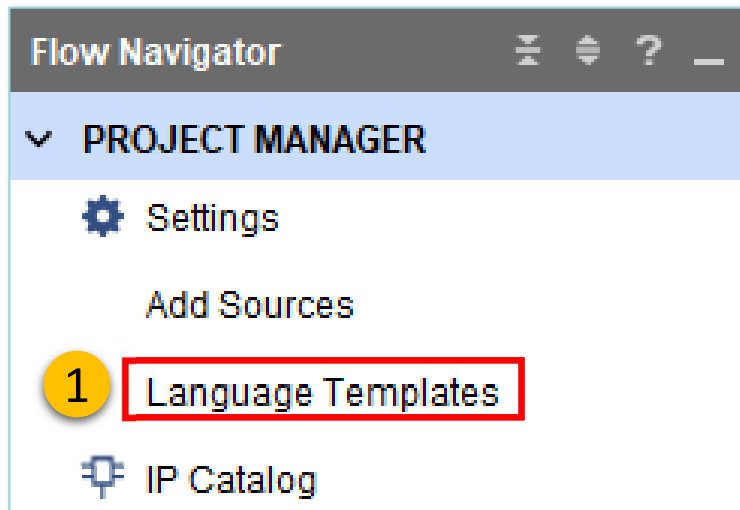 Flow Navigator ?
PROJECT MANAGER
Settings
Add Sources
1 Language Templates
IP Catalog